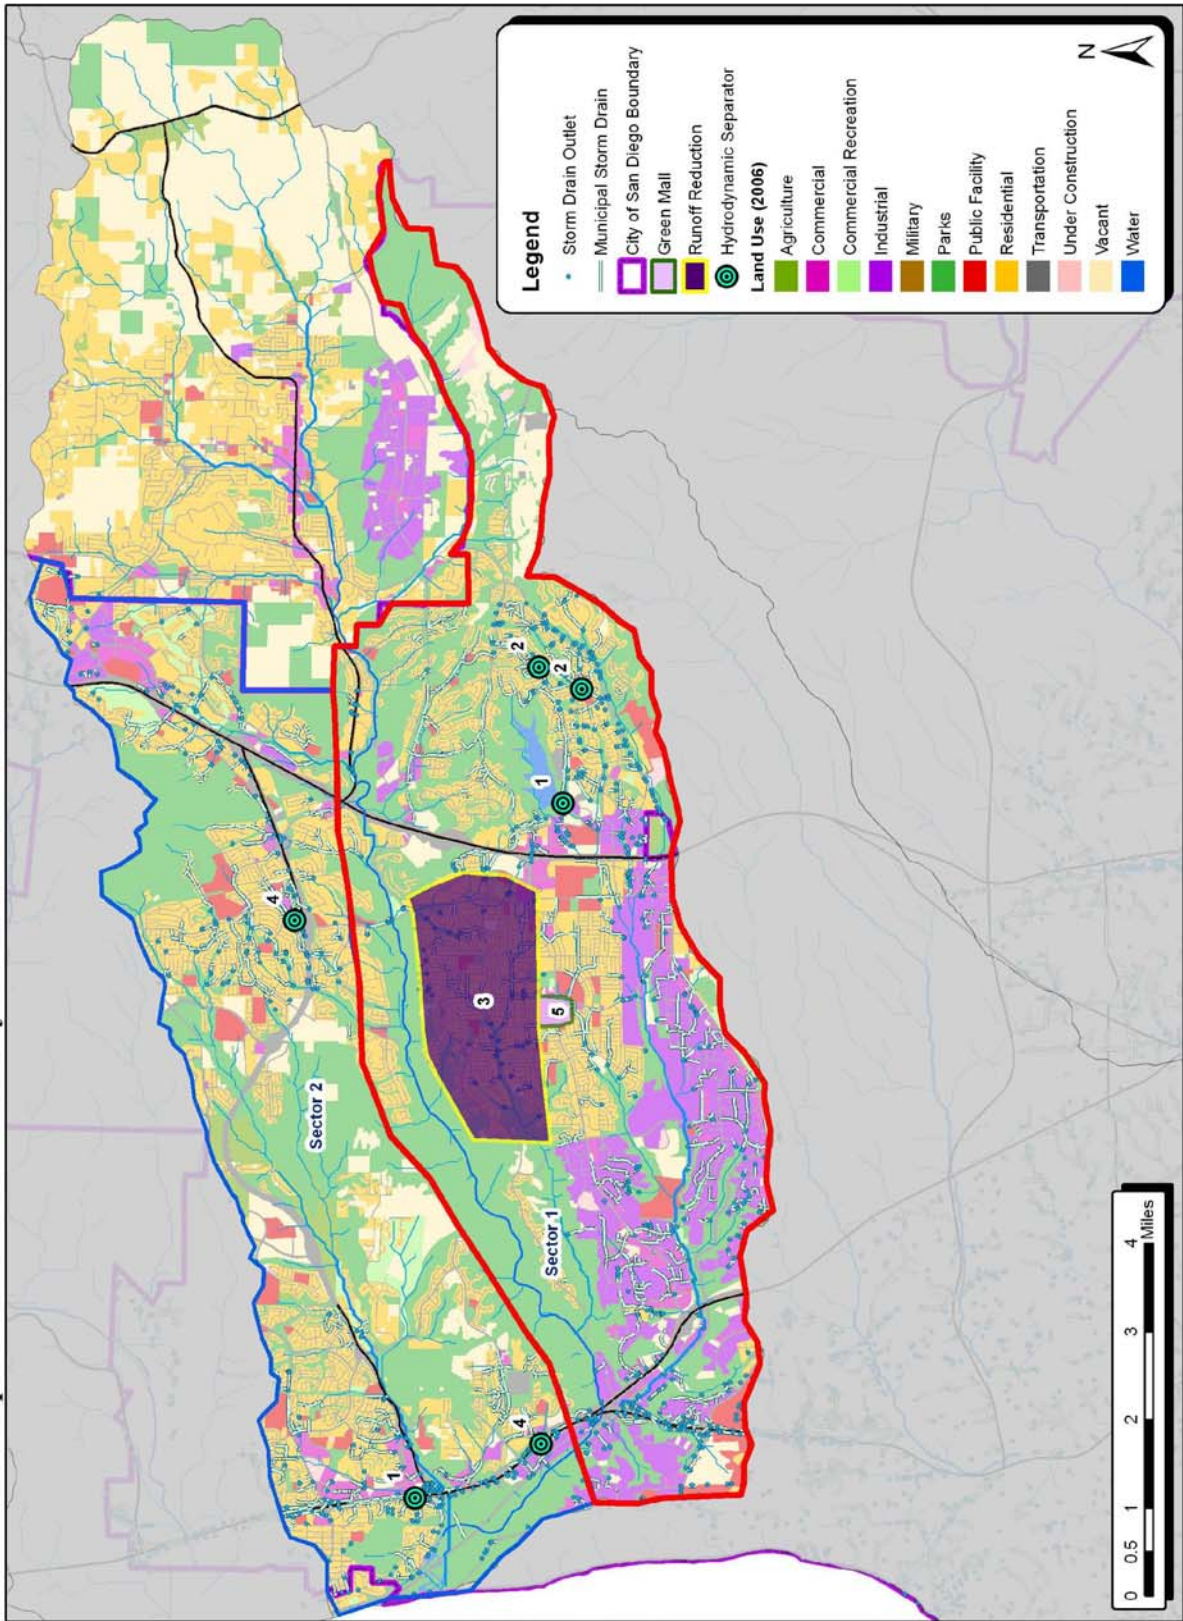 Legend
Storm Drain Outlet
Municipal Storm Drain
City of San Diego Boundary
Green Mall
Runoff Reduction
Hydrodynamic Separator
Land Use (2006)
Agriculture
Commercial
Commercial Recreation
Industrial
Military
Parks
Public Facility
Residential
Transportation
Under Construction
Vacant
Water
N
Sector 2
Sector 1
1
4
4
3
5
1
2
2
0 0.5 1 2 3 4
Miles